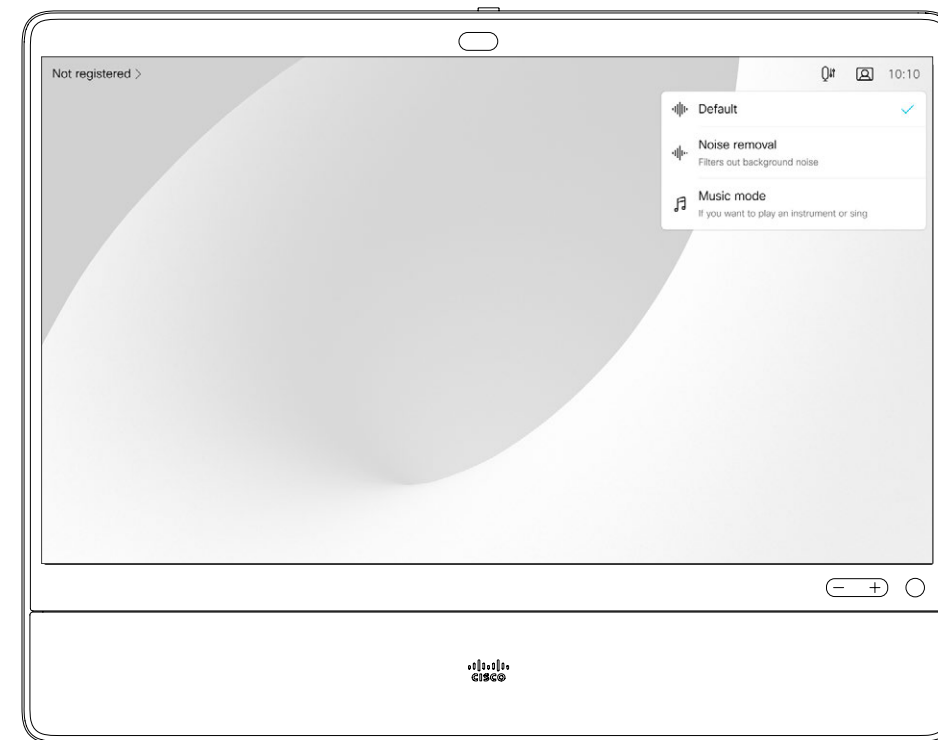 Not registered >
10:10
Default
Noise removal
Filters out background noise
Music mode
If you want to play an instrument or sing
CISCO